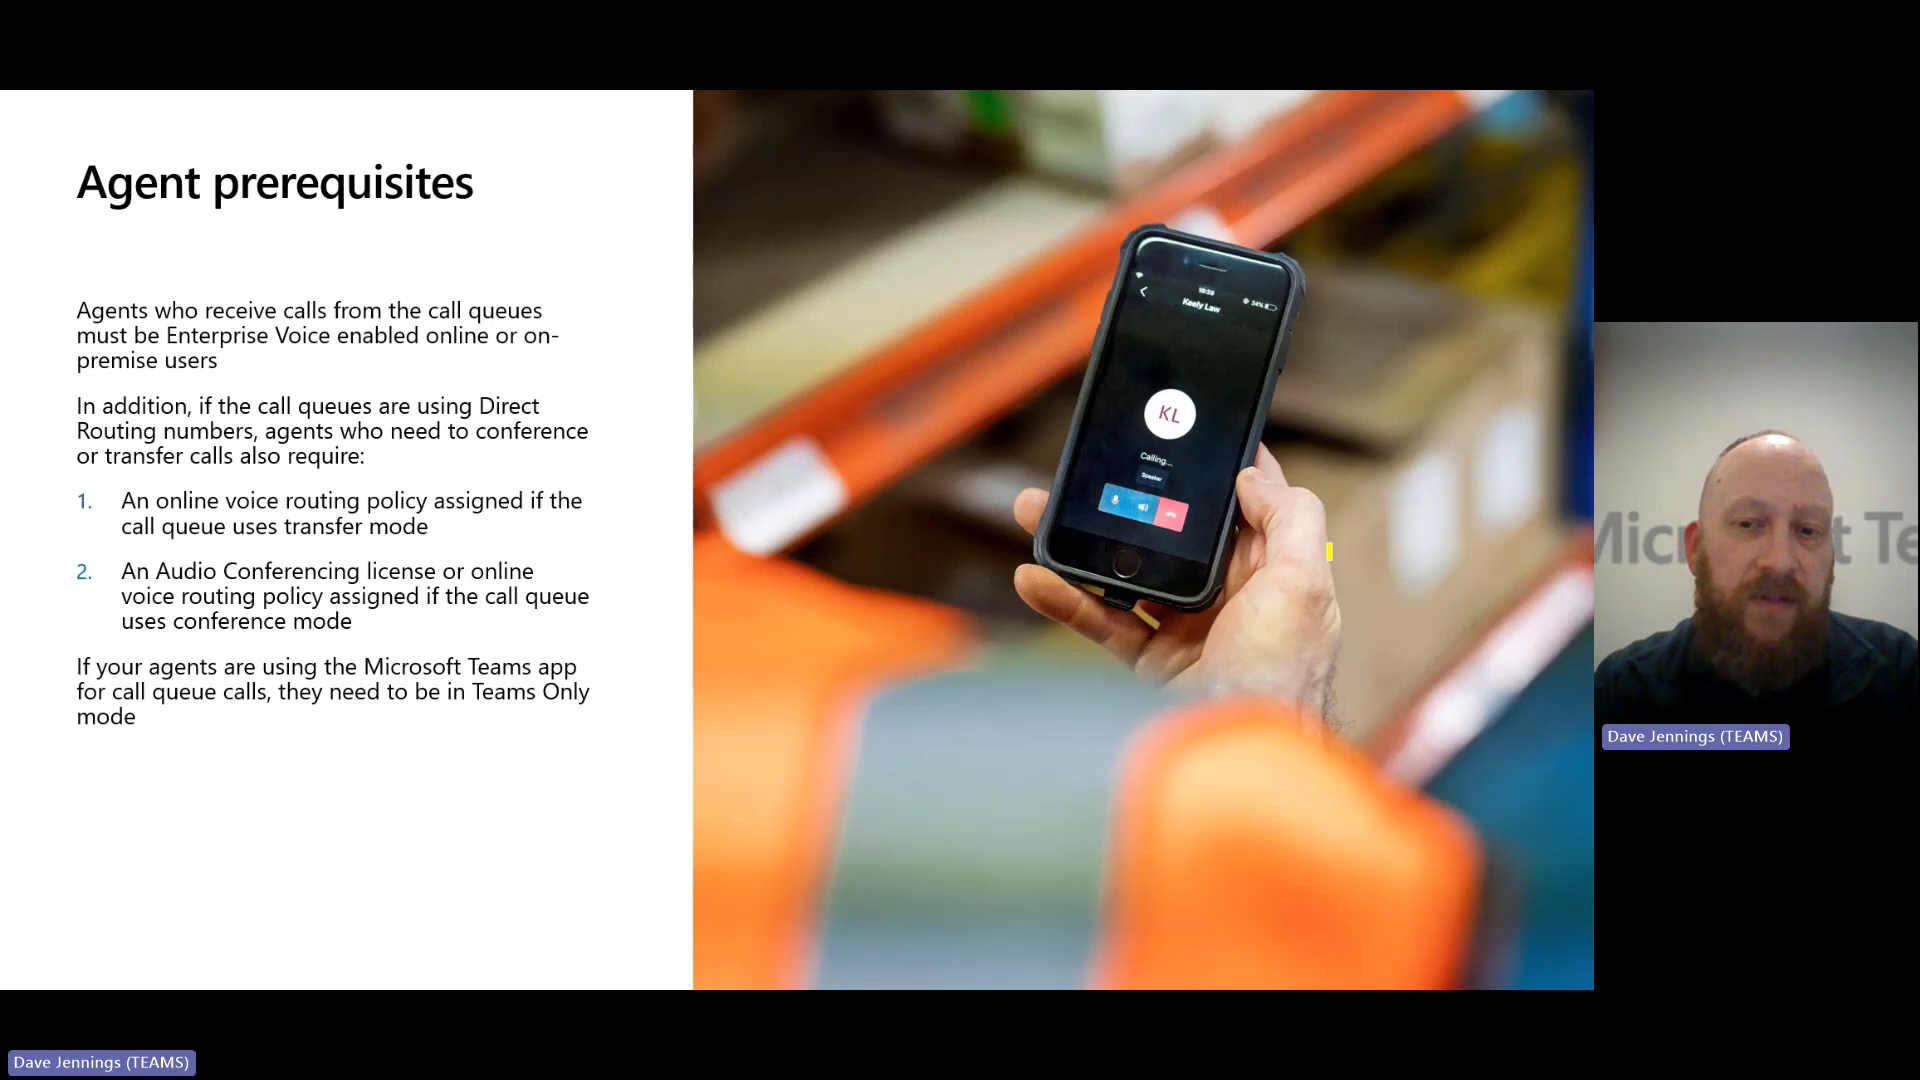 Agent prerequisites
Agents who receive calls from the call queues
must be Enterprise Voice enabled online or on-
premise users
In addition, if the call queues are using Direct
Routing numbers, agents who need to conference
or transfer calls also require:
1. An online voice routing policy assigned if the
call queue uses transfer mode
2. An Audio Conferencing license or online
voice routing policy assigned if the call queue
uses conference mode
If your agents are using the Microsoft Teams app
for call queue calls, they need to be in Teams Only
mode
Keely Law
KL
Calling...
Speaker
Dave Jennings (TEAMS)
Dave Jennings (TEAMS)